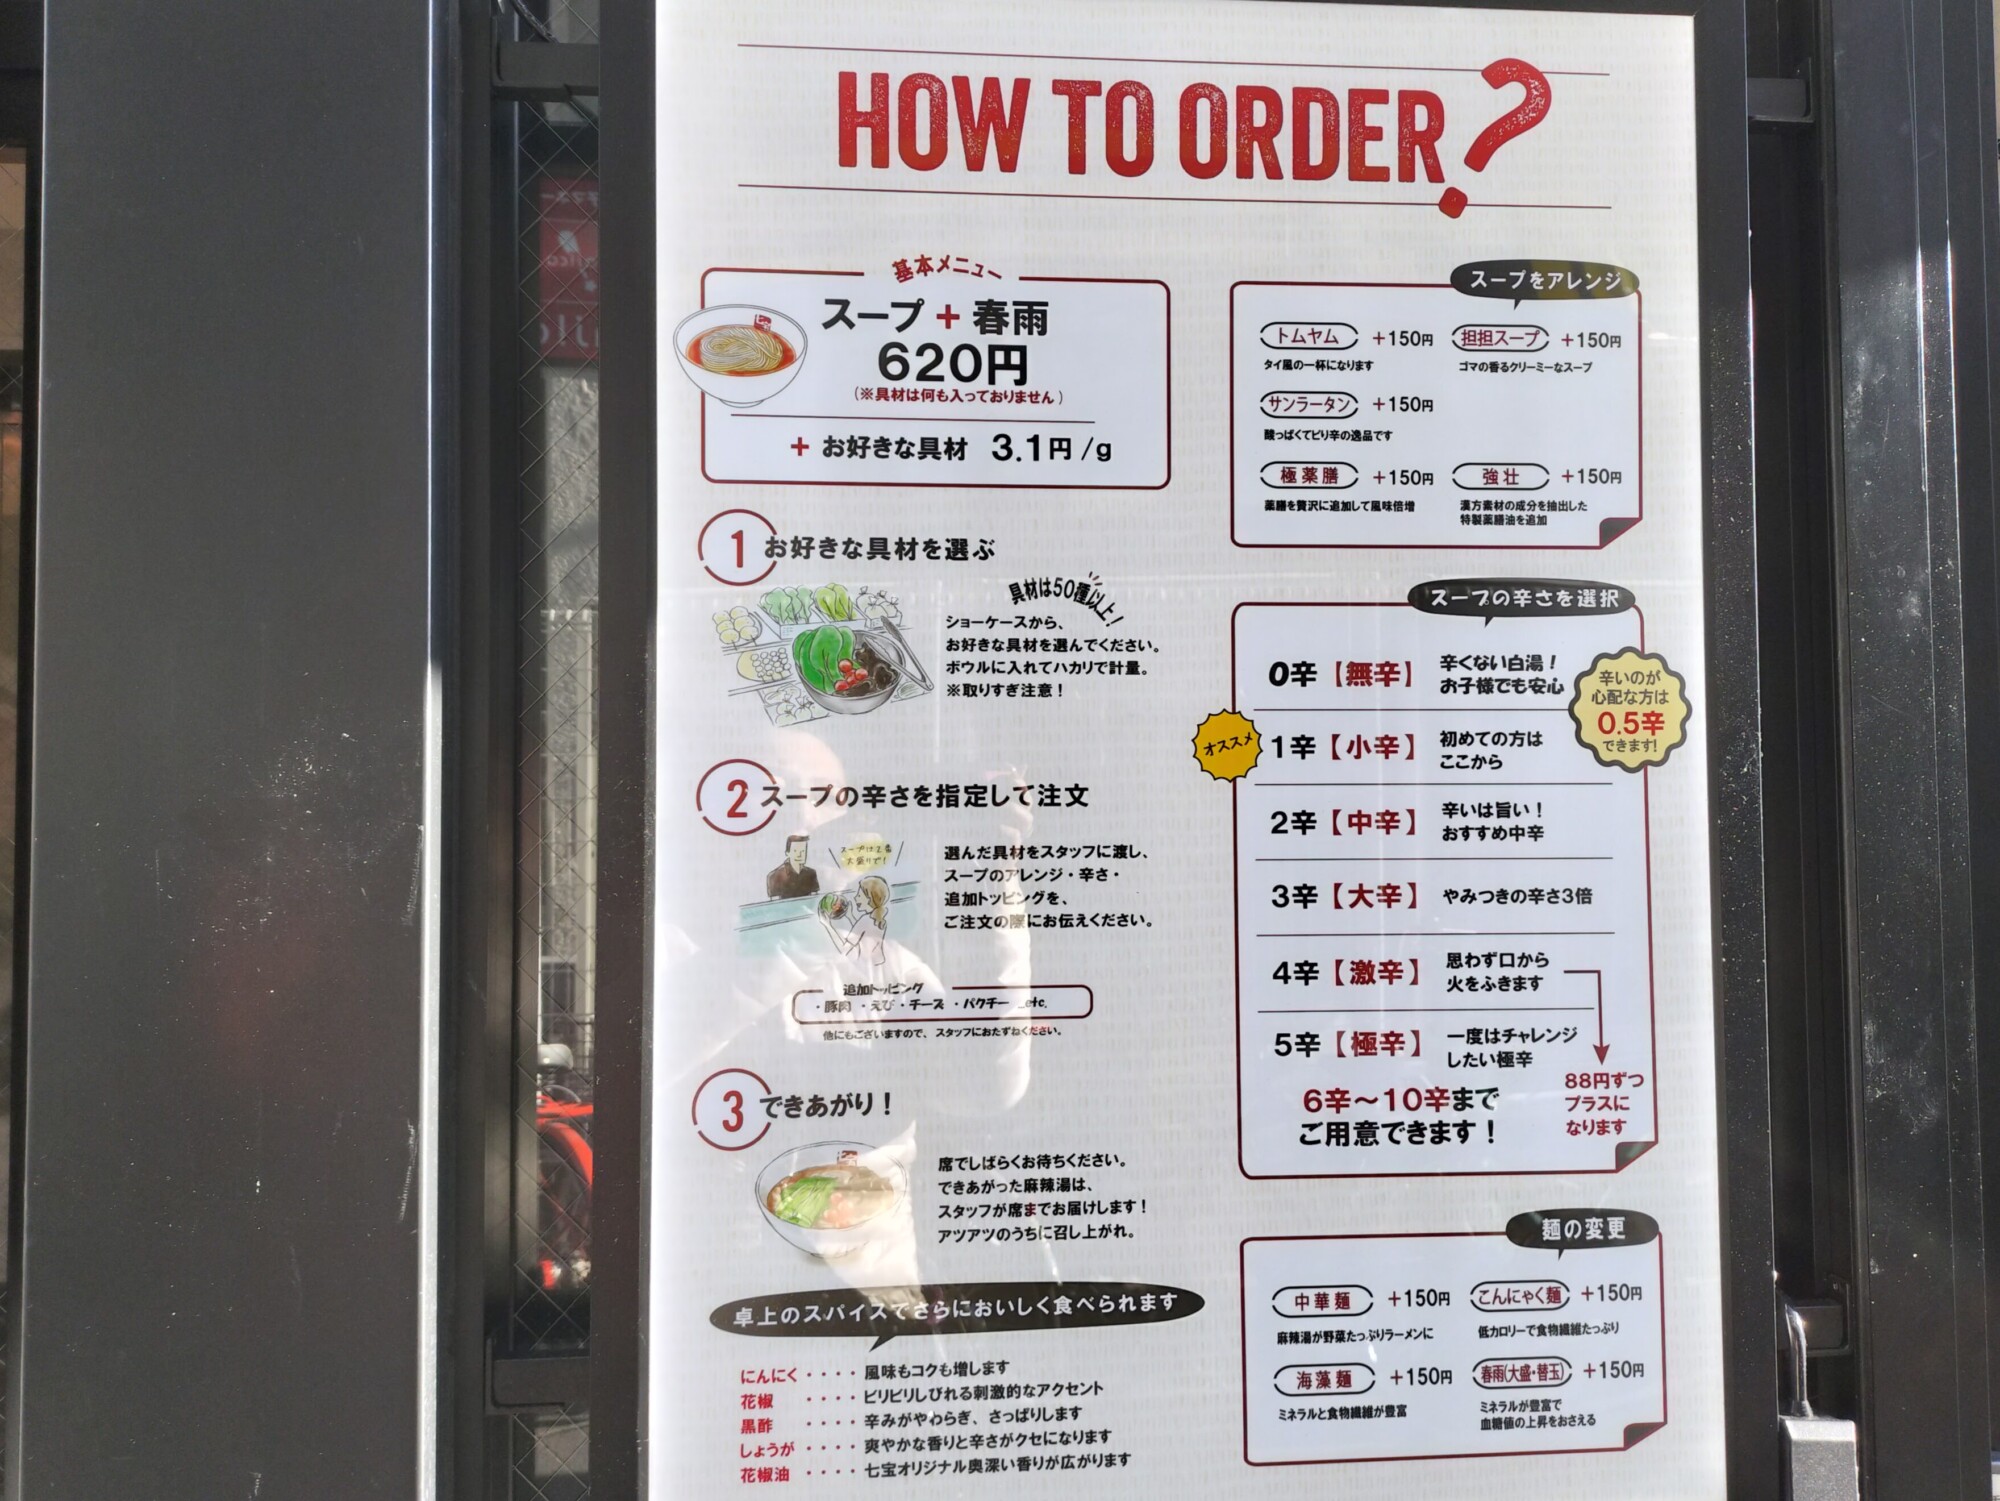 HOW TO ORDER?
基本メニュー
スープ + 春雨
620円
(※具材は何も入っておりません)
+ お好きな具材 3.1円/g
1 お好きな具材を選ぶ
具材は50種以上!
ショーケースから、
お好きな具材を選んでください。
ボウルに入れてハカリで計量。
※取りすぎ注意!
2 スープの辛さを指定して注文
スープは2番
大盛りで!
選んだ具材をスタッフに渡し、
スープのアレンジ・辛さ・
追加トッピングを、
ご注文の際にお伝えください。
追加トッピング
・豚肉 ・えび ・チーズ ・パクチー ...etc.
他にもございますので、スタッフにおたずねください。
3 できあがり!
席でしばらくお待ちください。
できあがった麻辣湯は、
スタッフが席までお届けします!
アツアツのうちに召し上がれ。
卓上のスパイスでさらにおいしく食べられます
にんにく ・・・・ 風味もコクも増します
花椒 ・・・・ ピリピリしびれる刺激的なアクセント
黒酢 ・・・・ 辛みがやわらぎ、さっぱりします
しょうが ・・・・ 爽やかな香りと辛さがクセになります
花椒油 ・・・・ 七宝オリジナル奥深い香りが広がります
スープをアレンジ
トムヤム +150円
タイ風の一杯になります
担担スープ +150円
ゴマの香るクリーミーなスープ
サンラータン +150円
酸っぱくてピリ辛の逸品です
極薬膳 +150円
薬膳を贅沢に追加して風味倍増
強壮 +150円
漢方素材の成分を抽出した
特製薬膳油を追加
スープの辛さを選択
0辛【無辛】 辛くない白湯!
お子様でも安心
辛いのが
心配な方は
0.5辛
できます!
オススメ
1辛【小辛】 初めての方は
ここから
2辛【中辛】 辛いは旨い!
おすすめ中辛
3辛【大辛】 やみつきの辛さ3倍
4辛【激辛】 思わず口から
火をふきます
5辛【極辛】 一度はチャレンジ
したい極辛
6辛〜10辛まで
ご用意できます!
88円ずつ
プラスに
なります
麺の変更
中華麺 +150円
麻辣湯が野菜たっぷりラーメンに
こんにゃく麺 +150円
低カロリーで食物繊維たっぷり
海藻麺 +150円
ミネラルと食物繊維が豊富
春雨(大盛・替玉) +150円
ミネラルが豊富で
血糖値の上昇をおさえる